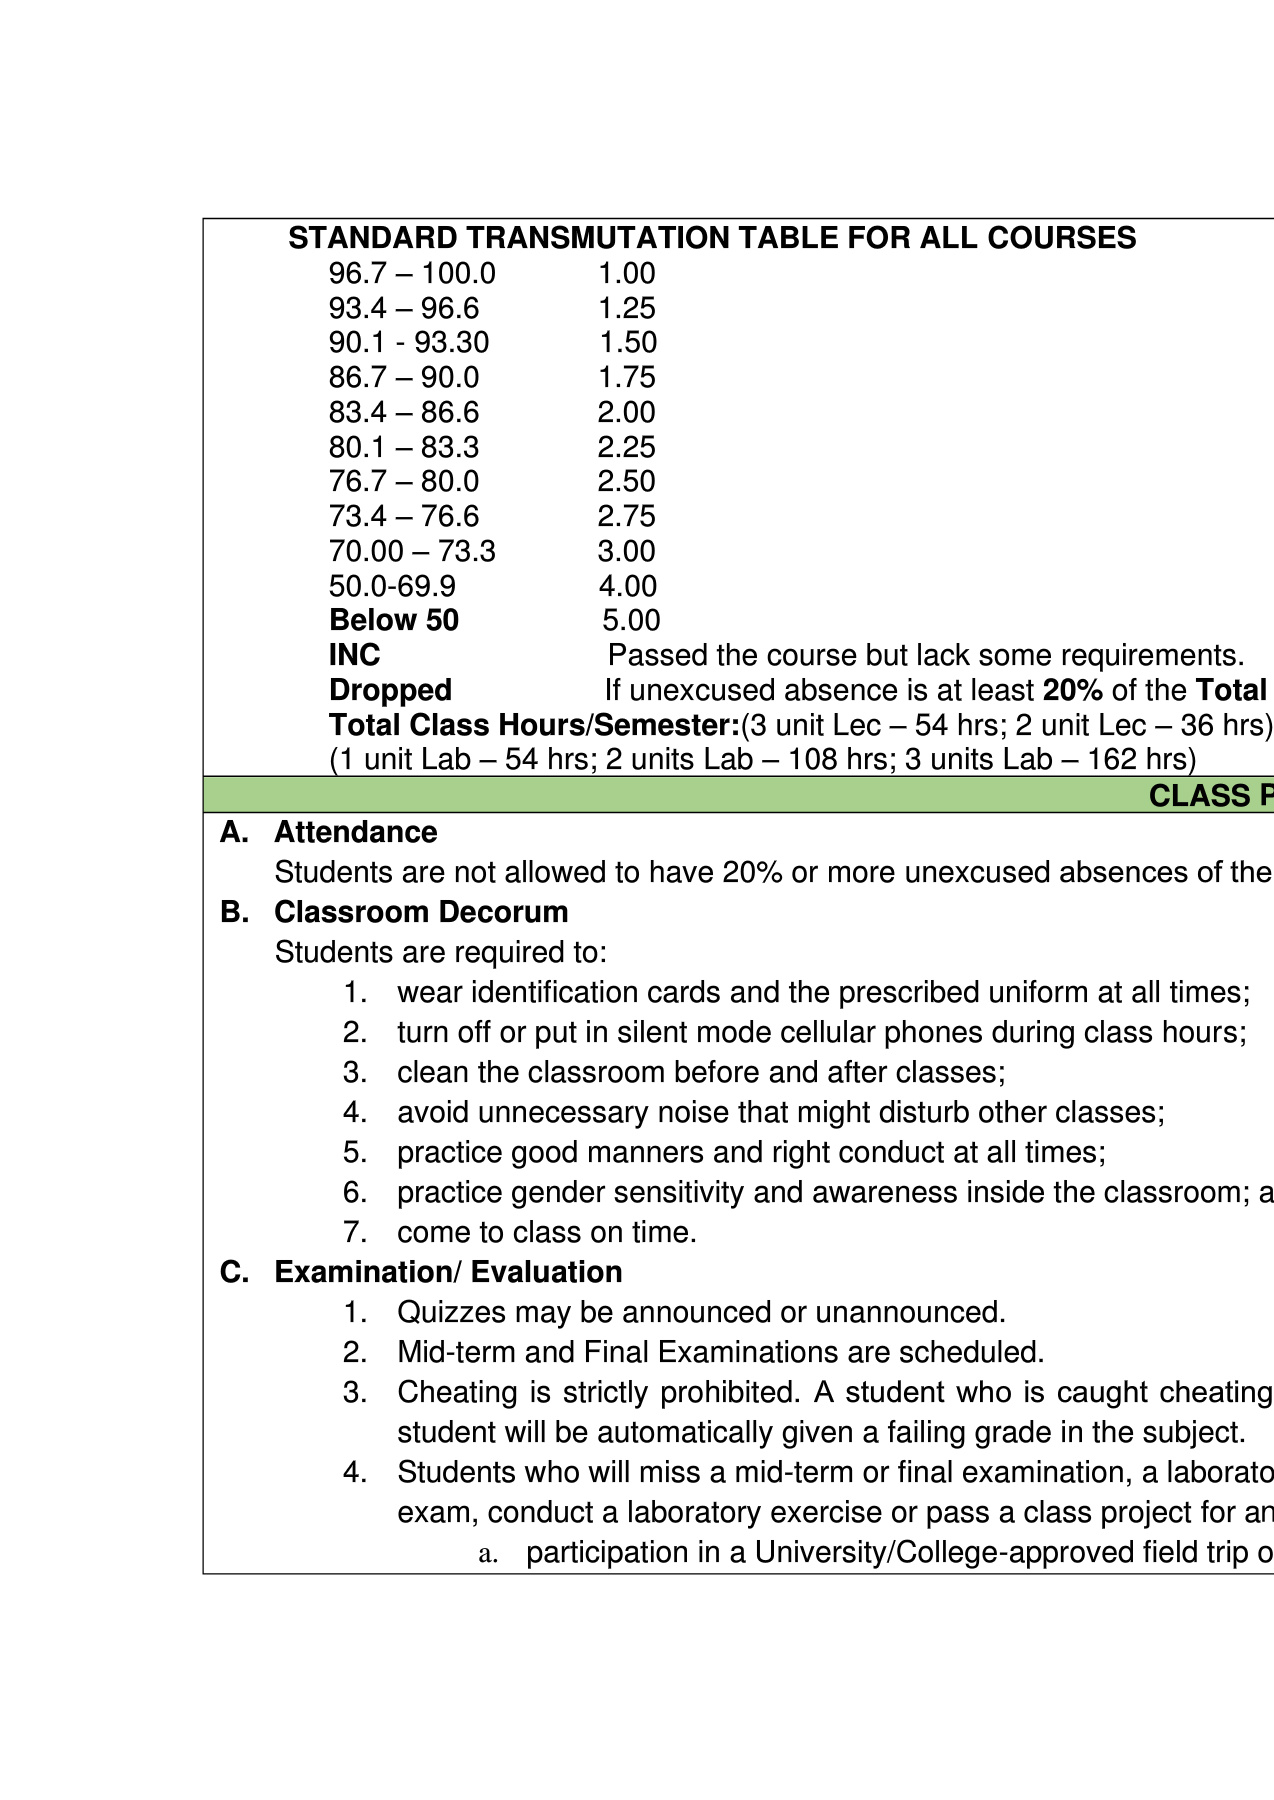 STANDARD TRANSMUTATION TABLE FOR ALL COURSES
96.7 – 100.0 1.00
93.4 – 96.6 1.25
90.1 - 93.30 1.50
86.7 – 90.0 1.75
83.4 – 86.6 2.00
80.1 – 83.3 2.25
76.7 – 80.0 2.50
73.4 – 76.6 2.75
70.00 – 73.3 3.00
50.0-69.9 4.00
Below 50 5.00
INC Passed the course but lack some requirements.
Dropped If unexcused absence is at least 20% of the Total
Total Class Hours/Semester:(3 unit Lec – 54 hrs; 2 unit Lec – 36 hrs)
(1 unit Lab – 54 hrs; 2 units Lab – 108 hrs; 3 units Lab – 162 hrs)
CLASS P
A. Attendance
Students are not allowed to have 20% or more unexcused absences of the
B. Classroom Decorum
Students are required to:
1. wear identification cards and the prescribed uniform at all times;
2. turn off or put in silent mode cellular phones during class hours;
3. clean the classroom before and after classes;
4. avoid unnecessary noise that might disturb other classes;
5. practice good manners and right conduct at all times;
6. practice gender sensitivity and awareness inside the classroom; a
7. come to class on time.
C. Examination/ Evaluation
1. Quizzes may be announced or unannounced.
2. Mid-term and Final Examinations are scheduled.
3. Cheating is strictly prohibited. A student who is caught cheating
student will be automatically given a failing grade in the subject.
4. Students who will miss a mid-term or final examination, a laborato
exam, conduct a laboratory exercise or pass a class project for an
a. participation in a University/College-approved field trip o